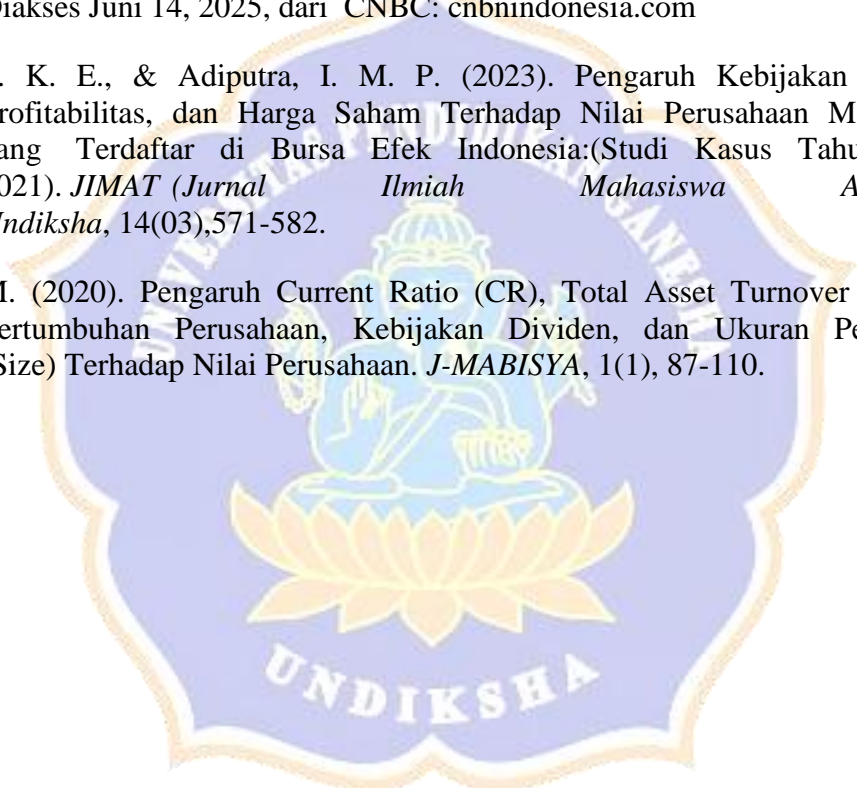 Diakses Juni 14, 2025, dari CNBC: cnbnindonesia.com
. K. E., & Adiputra, I. M. P. (2023). Pengaruh Kebijakan
rofitabilitas, dan Harga Saham Terhadap Nilai Perusahaan M
ang Terdaftar di Bursa Efek Indonesia:(Studi Kasus Tahu
021). JIMAT (Jurnal Ilmiah Mahasiswa A
Undiksha, 14(03),571-582.
M. (2020). Pengaruh Current Ratio (CR), Total Asset Turnover
ertumbuhan Perusahaan, Kebijakan Dividen, dan Ukuran Pe
Size) Terhadap Nilai Perusahaan. J-MABISYA, 1(1), 87-110.
UNIVERSITAS PENDIDIKAN GANESHA
UNDIKSHA